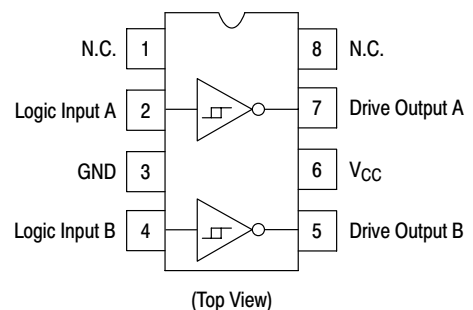 N.C. 1 8 N.C.
Logic Input A 2 7 Drive Output A
GND 3 6 VCC
Logic Input B 4 5 Drive Output B
(Top View)